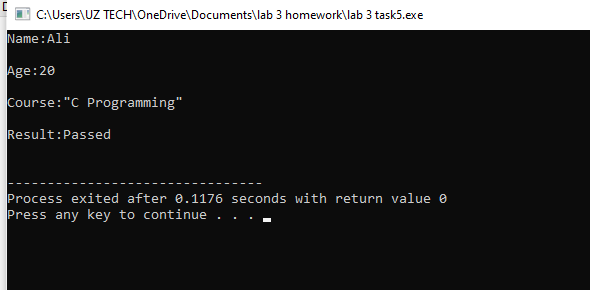 C:\Users\UZ TECH\OneDrive\Documents\lab 3 homework\lab 3 task5.exe
Name:Ali
Age:20
Course:"C Programming"
Result:Passed
--------------------------------
Process exited after 0.1176 seconds with return value 0
Press any key to continue . . .